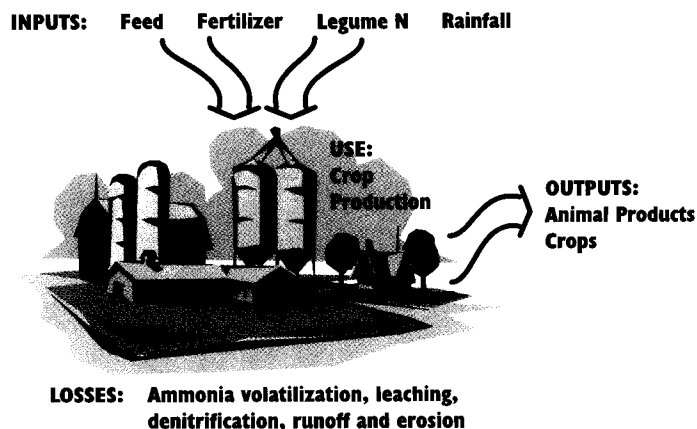 INPUTS: Feed Fertilizer Legume N Rainfall
USE:
Crop
Production
OUTPUTS:
Animal Products
Crops
LOSSES: Ammonia volatilization, leaching,
denitrification, runoff and erosion